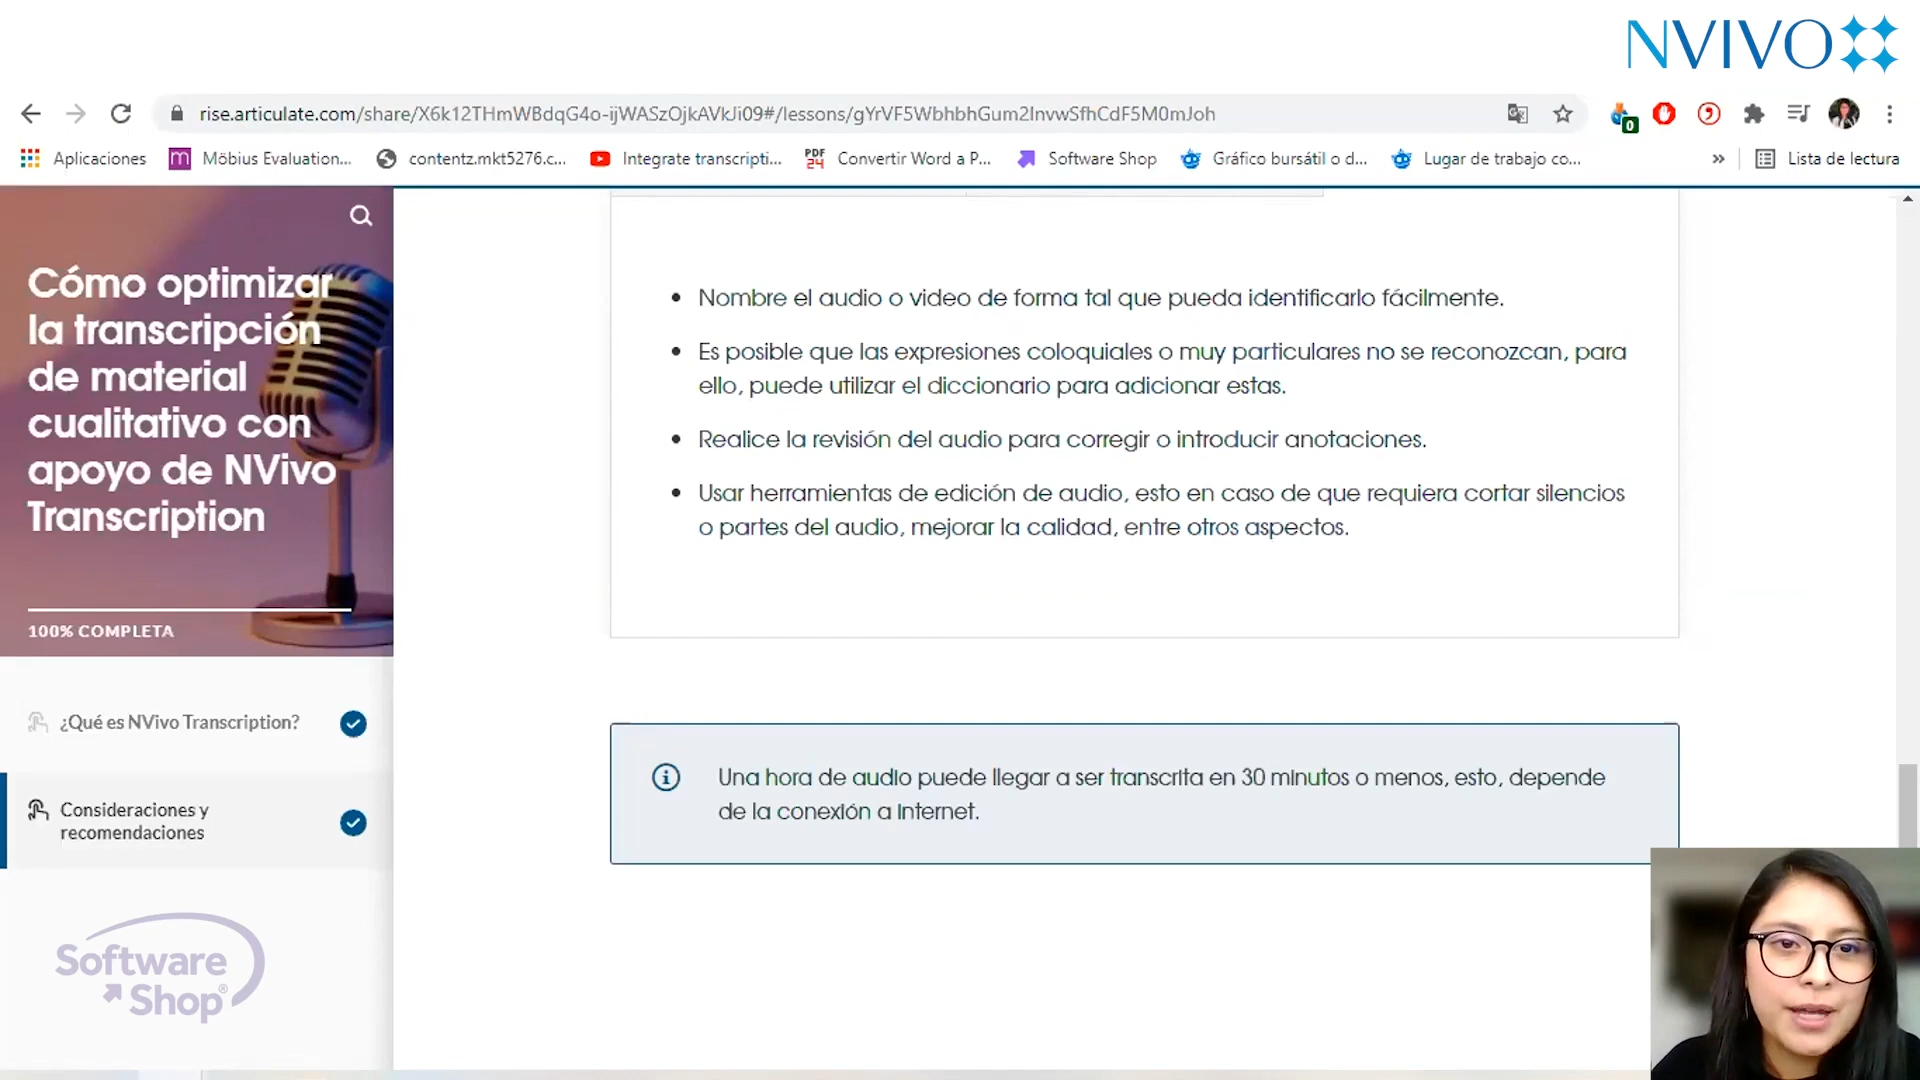 NVIVO
rise.articulate.com/share/X6k12THmWBdqG4o-ijWASzOjkAVkJi09#/lessons/gYrVF5WbhbhGum2InvwSfhCdF5M0mJoh
0
Aplicaciones
m
Möbius Evaluation...
contentz.mkt5276.c...
Integrate transcripti...
PDF
24
Convertir Word a P...
Software Shop
Gráfico bursátil o d...
Lugar de trabajo co...
»
Lista de lectura
Cómo optimizar
la transcripción
de material
cualitativo con
apoyo de NVivo
Transcription
100% COMPLETA
¿Qué es NVivo Transcription?
Consideraciones y
recomendaciones
Software
Shop®
• Nombre el audio o video de forma tal que pueda identificarlo fácilmente.
• Es posible que las expresiones coloquiales o muy particulares no se reconozcan, para
ello, puede utilizar el diccionario para adicionar estas.
• Realice la revisión del audio para corregir o introducir anotaciones.
• Usar herramientas de edición de audio, esto en caso de que requiera cortar silencios
o partes del audio, mejorar la calidad, entre otros aspectos.
Una hora de audio puede llegar a ser transcrita en 30 minutos o menos, esto, depende
de la conexión a internet.